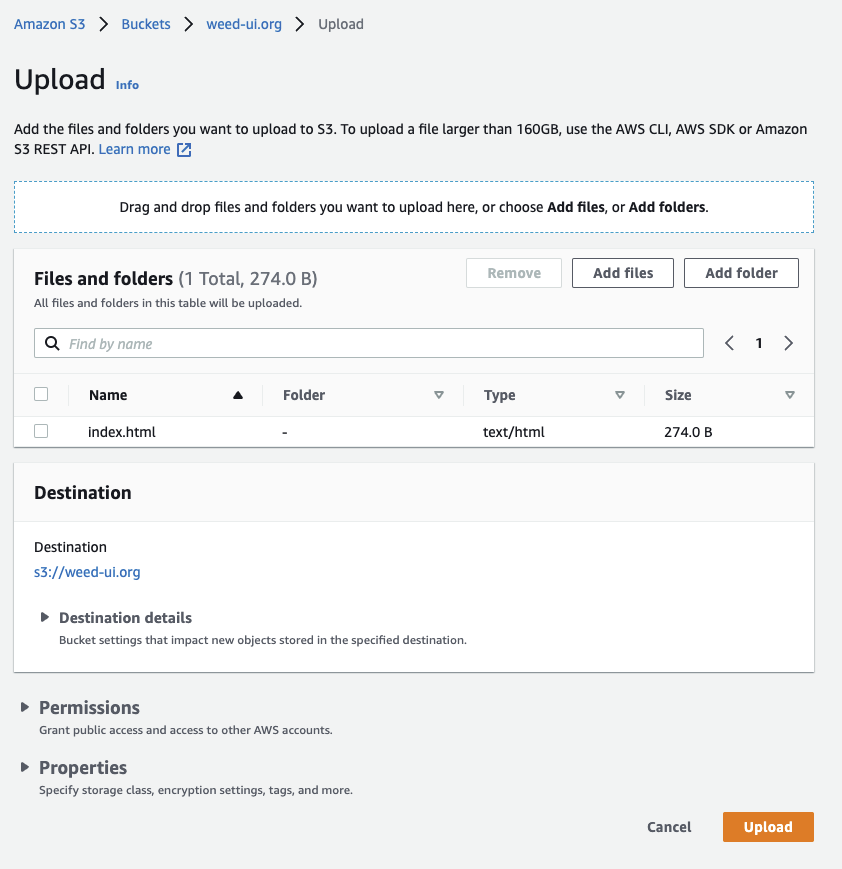 Amazon S3 > Buckets > weed-ui.org > Upload
Upload Info
Add the files and folders you want to upload to S3. To upload a file larger than 160GB, use the AWS CLI, AWS SDK or Amazon
S3 REST API. Learn more
Drag and drop files and folders you want to upload here, or choose Add files, or Add folders.
Files and folders (1 Total, 274.0 B)
Remove Add files Add folder
All files and folders in this table will be uploaded.
Find by name
1
Name Folder Type Size
index.html - text/html 274.0 B
Destination
Destination
s3://weed-ui.org
Destination details
Bucket settings that impact new objects stored in the specified destination.
Permissions
Grant public access and access to other AWS accounts.
Properties
Specify storage class, encryption settings, tags, and more.
Cancel Upload